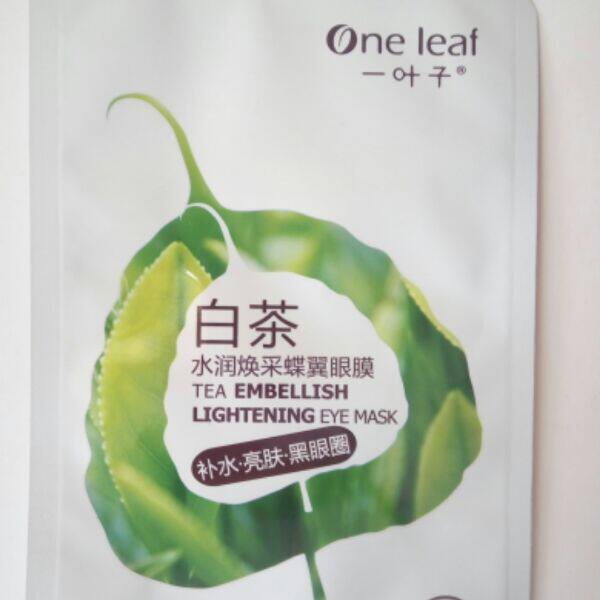 One leaf
一叶子®
白茶
水润焕采蝶翼眼膜
TEA EMBELLISH
LIGHTENING EYE MASK
补水·亮肤·黑眼圈